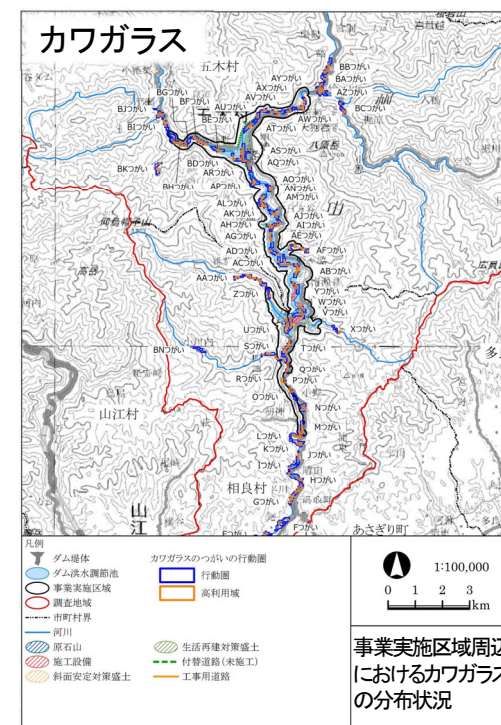 カワガラス
五木村
BBつがい
AYつがい
BAつがい
AXつがい
AZつがい
BGつがい
AVつがい
BFつがい
BCつがい
BJつがい
AUつがい
BEつがい
AWつがい
BIつがい
ATつがい
ASつがい
BKつがい
BDつがい
AQつがい
ARつがい
BHつがい
APつがい
AOつがい
ANつがい
AMつがい
ALつがい
山
AKつがい
AJつがい
AHつがい
AIつがい
AGつがい
AEつがい
ADつがい
AFつがい
ACつがい
ABつがい
AAつがい
Yつがい
Zつがい
Wつがい
Vつがい
Uつがい
Xつがい
BNつがい
Sつがい
Tつがい
Rつがい
Qつがい
Pつがい
Oつがい
Nつがい
山江村
Mつがい
Lつがい
Kつがい
Jつがい
Iつがい
相良村
Hつがい
Gつがい
山江
Fつがい
あさぎり町
凡例
ダム堤体
カワガラスのつがいの行動圏
ダム洪水調節池
行動圏
事業実施区域
高利用域
調査地域
市町村界
河川
原石山
生活再建対策盛土
施工設備
付替道路(未施工)
斜面安定対策盛土
工事用道路
1:100,000
0 1 2 3
km
事業実施区域周辺
におけるカワガラス
の分布状況